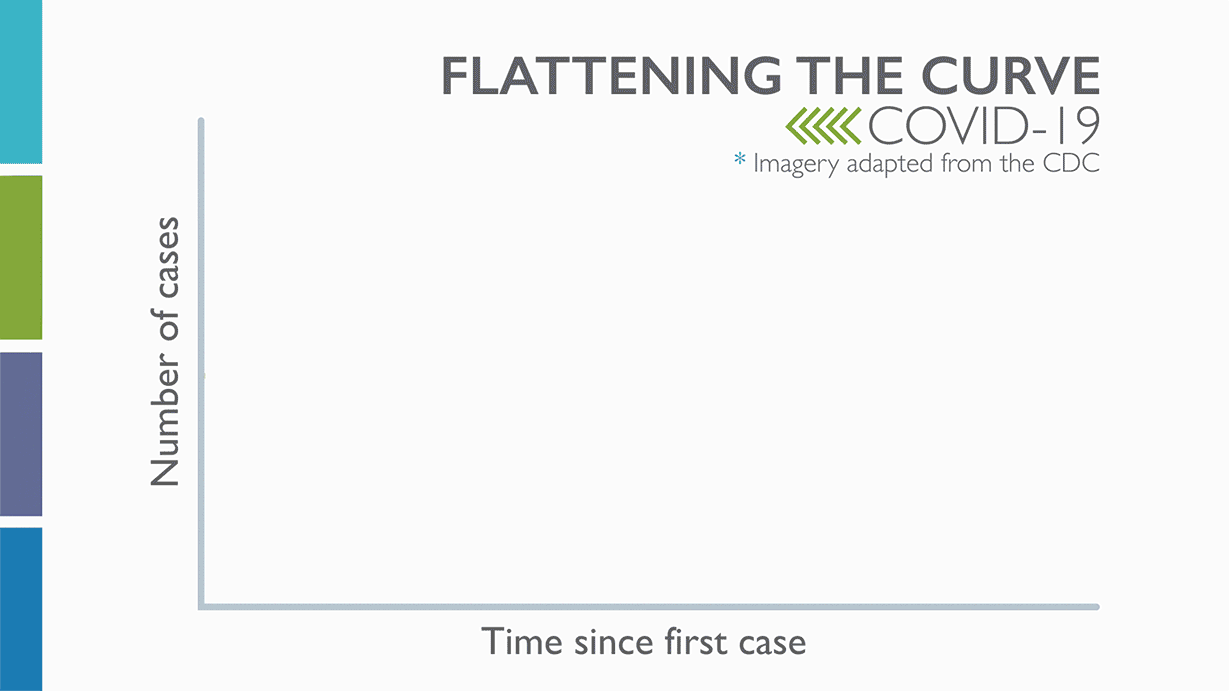 FLATTENING THE CURVE
COVID-19
* Imagery adapted from the CDC
Number of cases
Time since first case